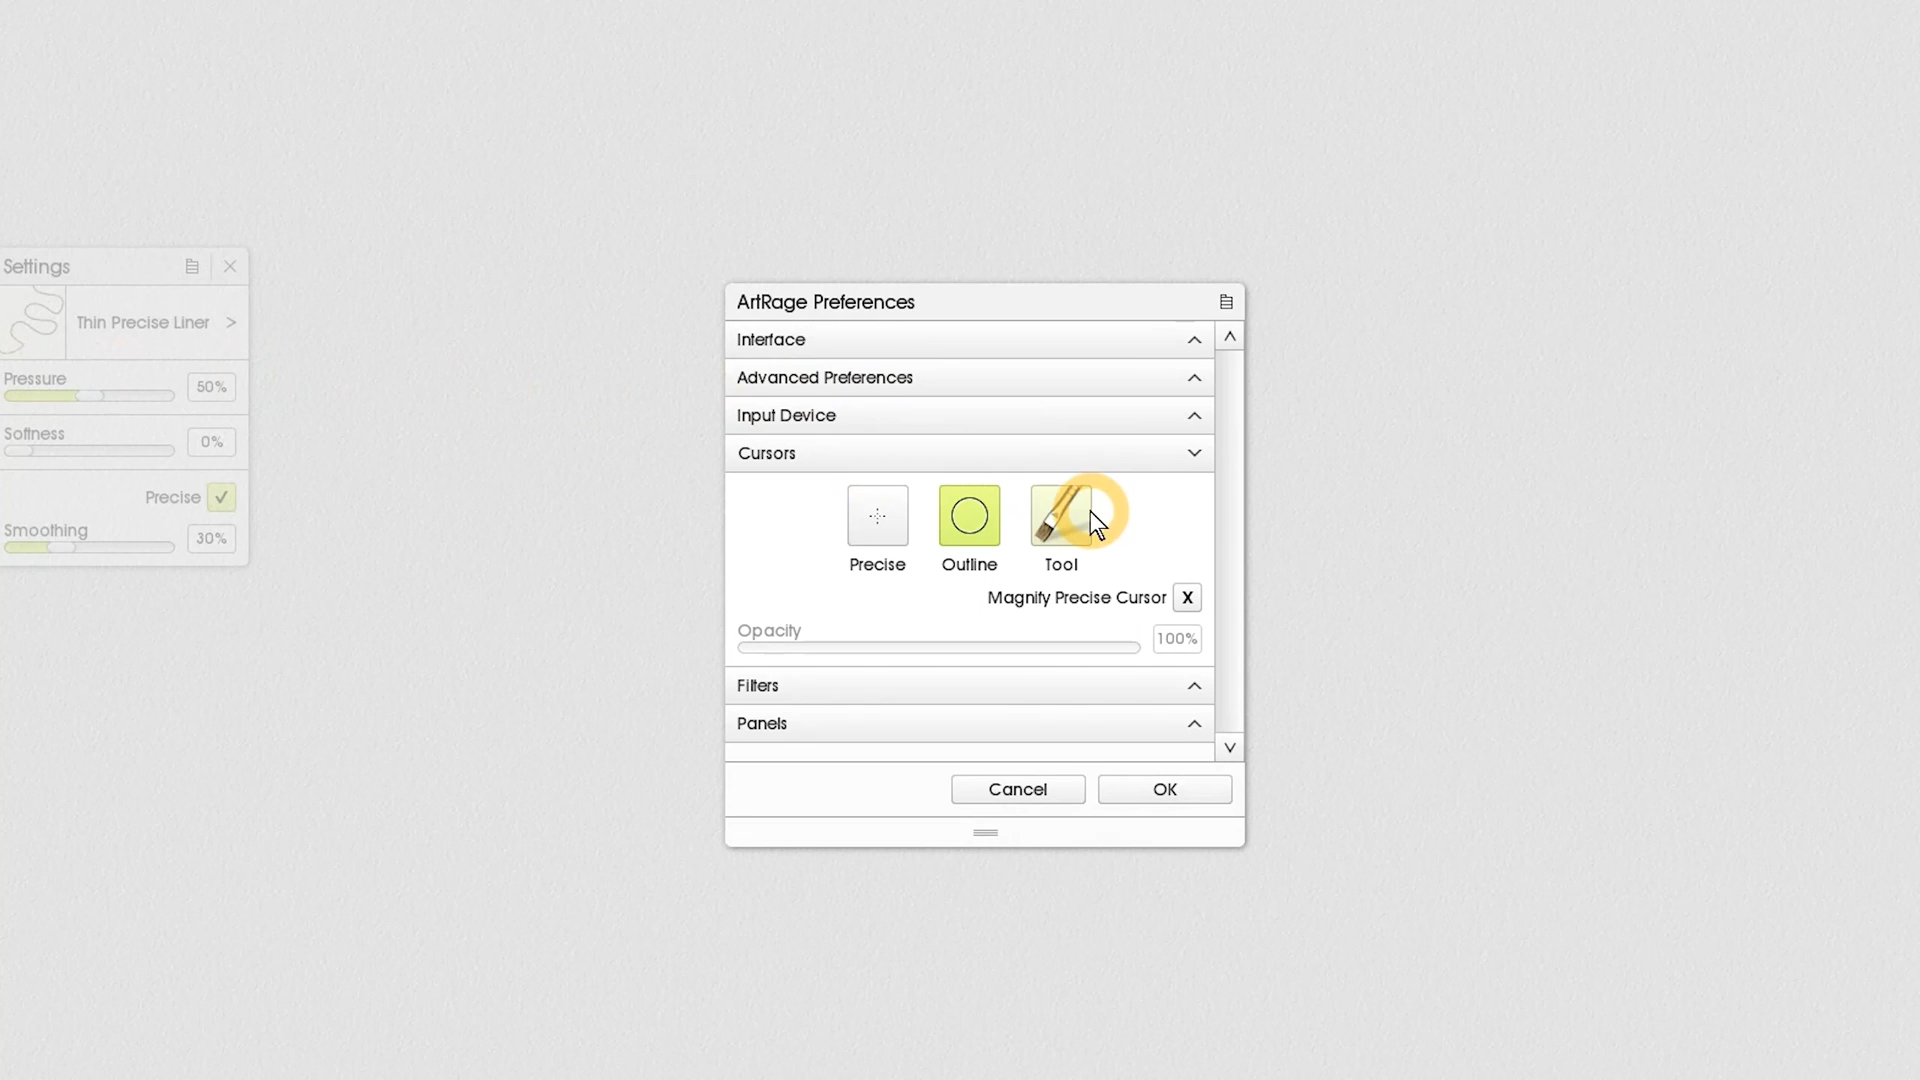 Settings
Thin Precise Liner >
Pressure
50%
Softness
0%
Precise ✓
Smoothing
30%
ArtRage Preferences
Interface
Advanced Preferences
Input Device
Cursors
Precise
Outline
Tool
Magnify Precise Cursor X
Opacity
100%
Filters
Panels
Cancel
OK